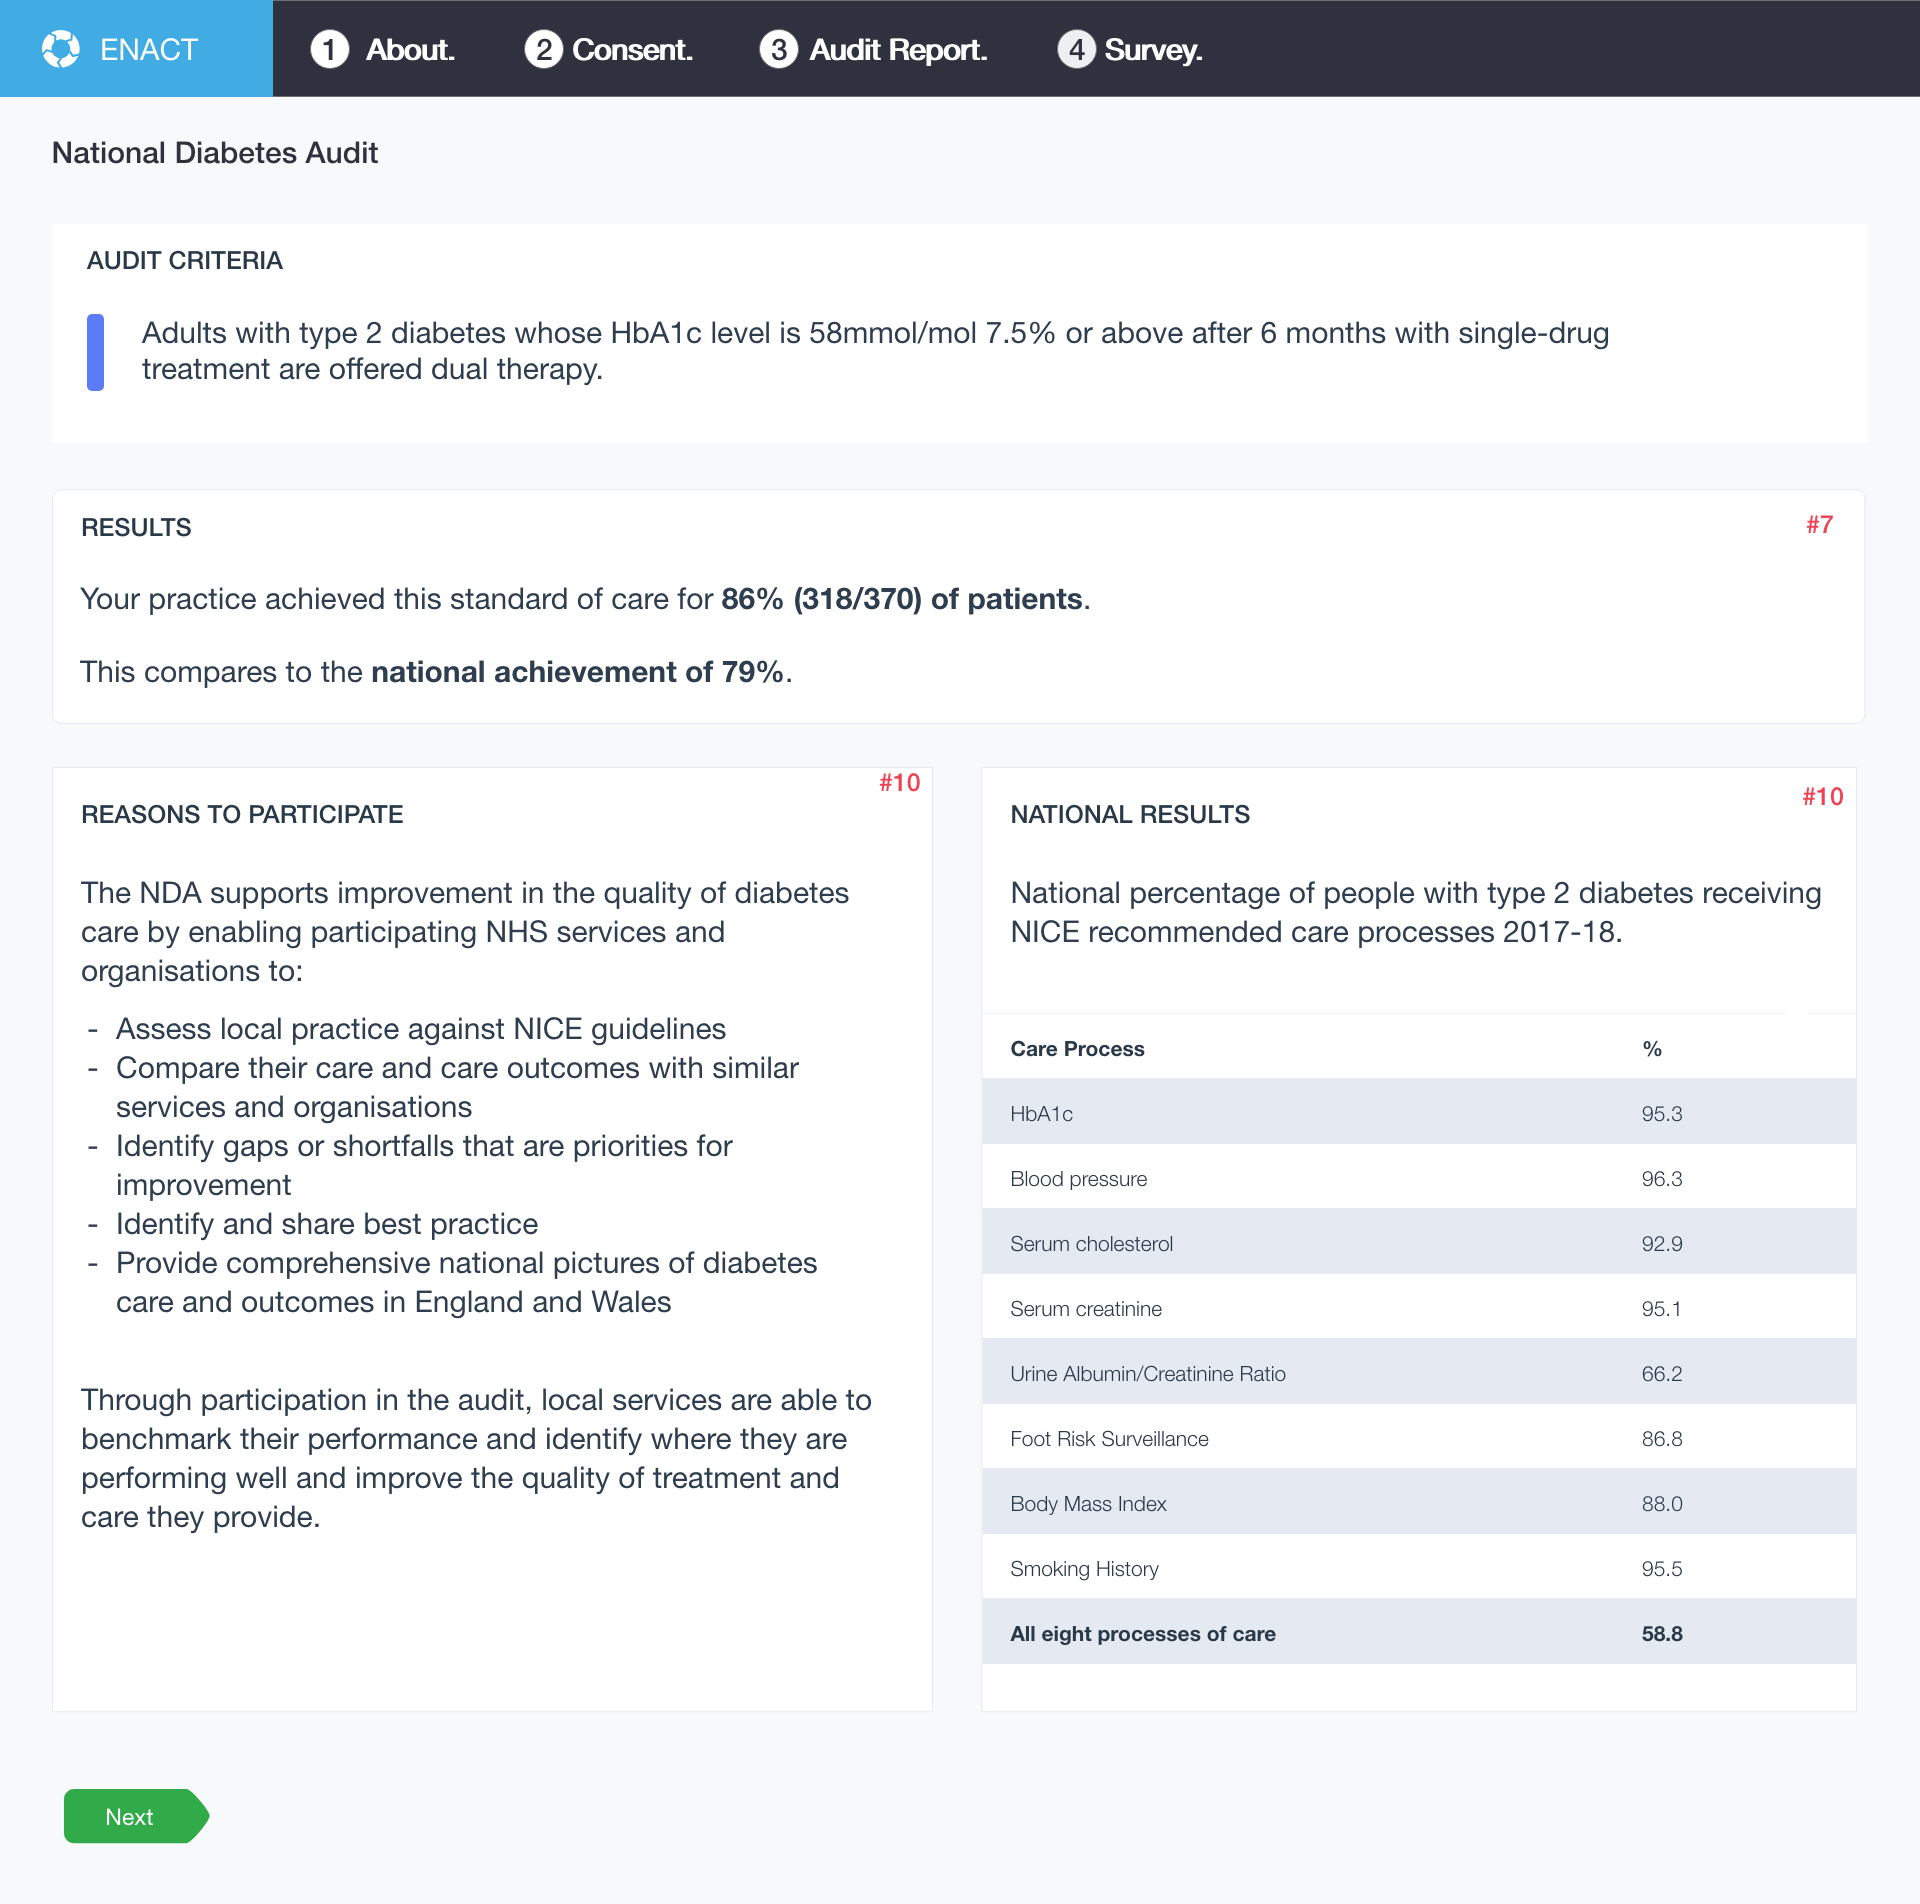 ENACT
1 About.
2 Consent.
3 Audit Report.
4 Survey.
National Diabetes Audit
AUDIT CRITERIA
Adults with type 2 diabetes whose HbA1c level is 58mmol/mol 7.5% or above after 6 months with single-drug
treatment are offered dual therapy.
RESULTS
#7
Your practice achieved this standard of care for 86% (318/370) of patients.
This compares to the national achievement of 79%.
#10
REASONS TO PARTICIPATE
The NDA supports improvement in the quality of diabetes
care by enabling participating NHS services and
organisations to:
- Assess local practice against NICE guidelines
- Compare their care and care outcomes with similar
services and organisations
- Identify gaps or shortfalls that are priorities for
improvement
- Identify and share best practice
- Provide comprehensive national pictures of diabetes
care and outcomes in England and Wales
Through participation in the audit, local services are able to
benchmark their performance and identify where they are
performing well and improve the quality of treatment and
care they provide.
#10
NATIONAL RESULTS
National percentage of people with type 2 diabetes receiving
NICE recommended care processes 2017-18.
Care Process %
HbA1c 95.3
Blood pressure 96.3
Serum cholesterol 92.9
Serum creatinine 95.1
Urine Albumin/Creatinine Ratio 66.2
Foot Risk Surveillance 86.8
Body Mass Index 88.0
Smoking History 95.5
All eight processes of care 58.8
Next